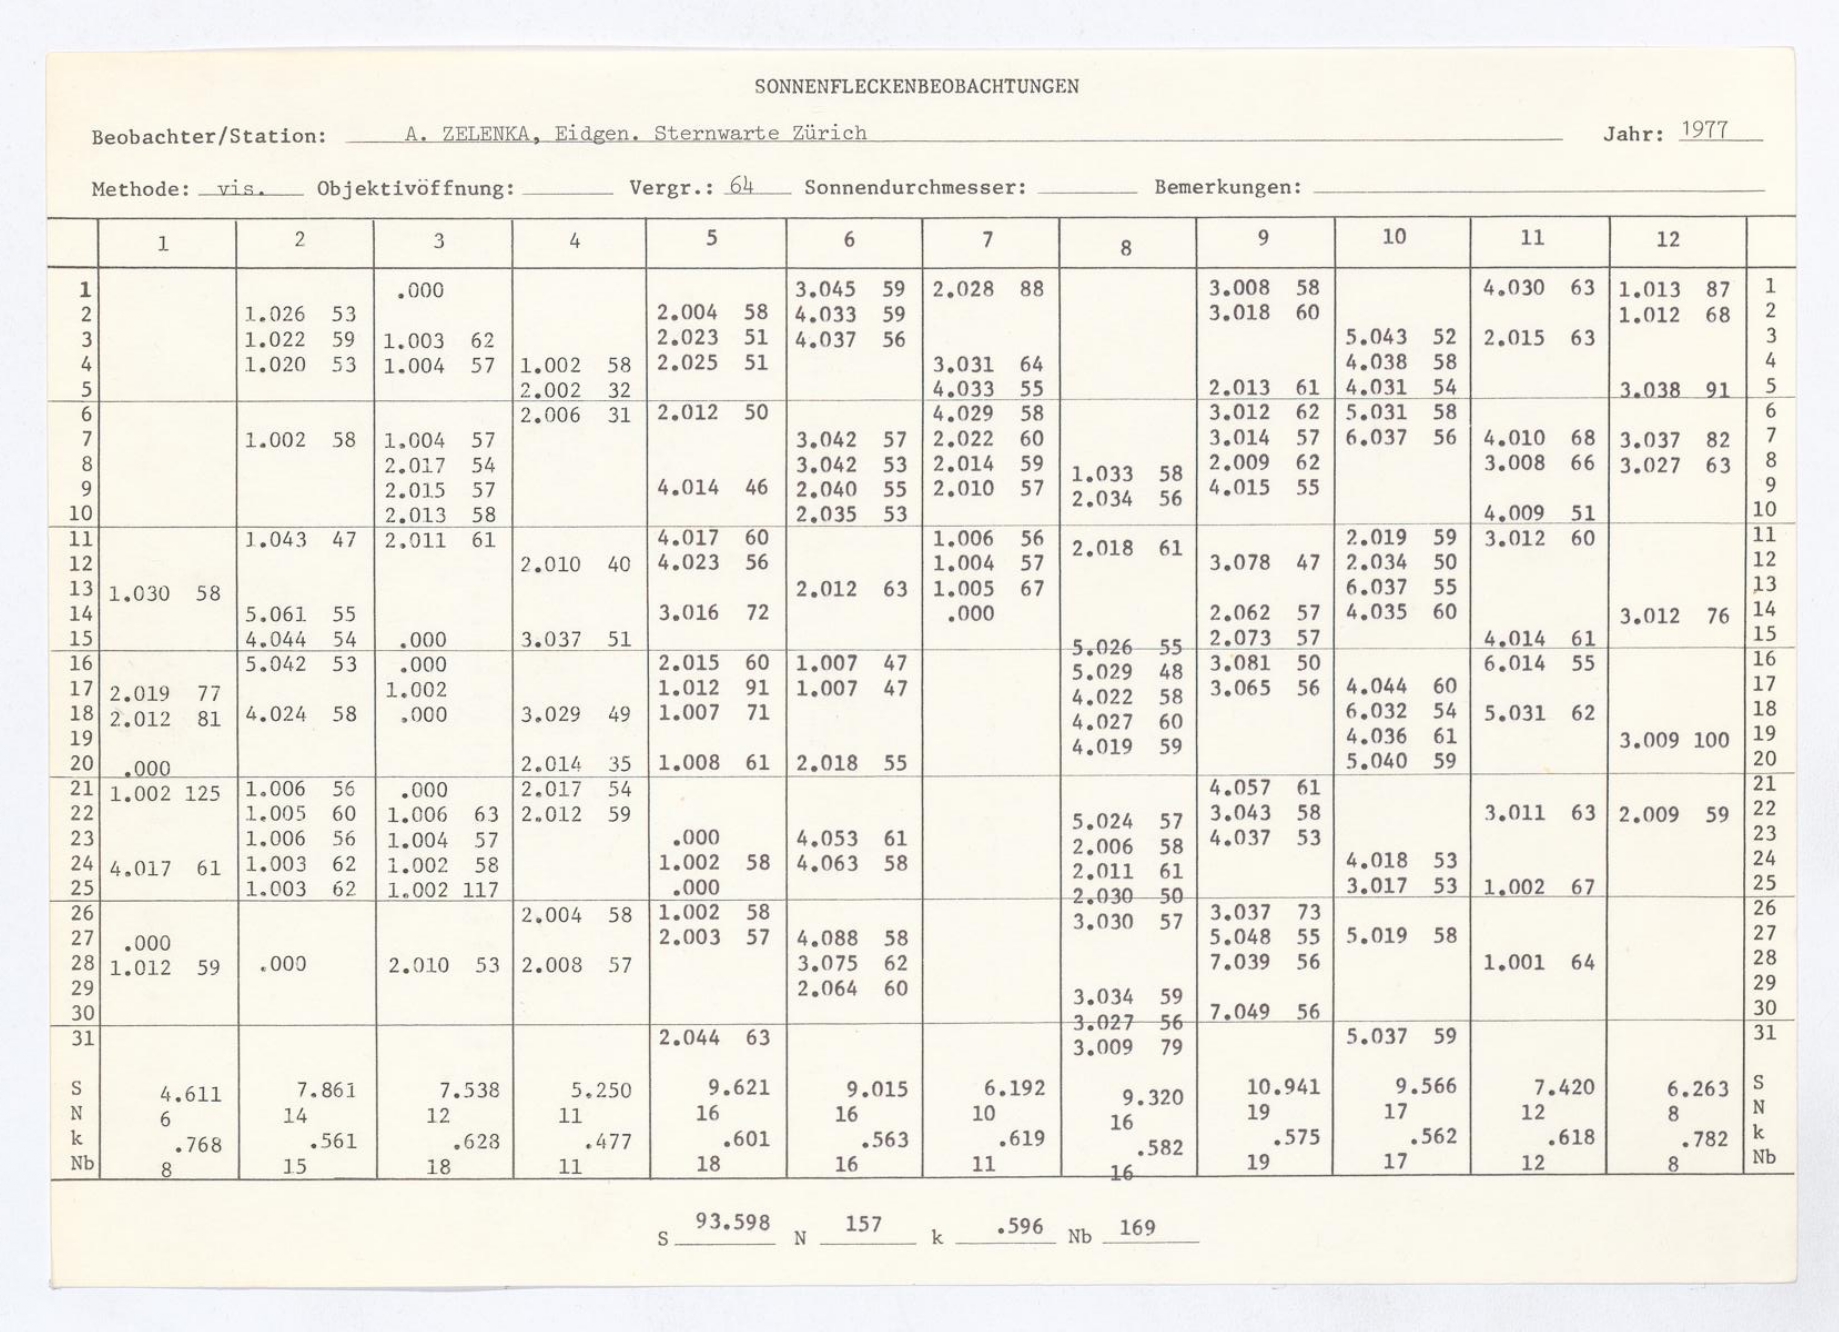 SONNENFLECKENBEOBACHTUNGEN
Beobachter/Station: A. ZELENKA, Eidgen. Sternwarte Zürich Jahr: 1977
Methode: vis. Objektivöffnung: Vergr.: 64 Sonnendurchmesser: Bemerkungen:
1 2 3 4 5 6 7 8 9 10 11 12
1 .000 3.045 59 2.028 88 3.008 58 4.030 63 1.013 87 1
2 1.026 53 2.004 58 4.033 59 3.018 60 1.012 68 2
3 1.022 59 1.003 62 2.023 51 4.037 56 5.043 52 2.015 63 3
4 1.020 53 1.004 57 1.002 58 2.025 51 3.031 64 4.038 58 4
5 2.002 32 4.033 55 2.013 61 4.031 54 3.038 91 5
6 2.006 31 2.012 50 4.029 58 3.012 62 5.031 58 6
7 1.002 58 1.004 57 3.042 57 2.022 60 3.014 57 6.037 56 4.010 68 3.037 82 7
8 2.017 54 3.042 53 2.014 59 1.033 58 2.009 62 3.008 66 3.027 63 8
9 2.015 57 4.014 46 2.040 55 2.010 57 2.034 56 4.015 55 9
10 2.013 58 2.035 53 4.009 51 10
11 1.043 47 2.011 61 4.017 60 1.006 56 2.018 61 2.019 59 3.012 60 11
12 2.010 40 4.023 56 1.004 57 3.078 47 2.034 50 12
13 1.030 58 2.012 63 1.005 67 6.037 55 13
14 5.061 55 3.016 72 .000 2.062 57 4.035 60 3.012 76 14
15 4.044 54 .000 3.037 51 5.026 55 2.073 57 4.014 61 15
16 5.042 53 .000 2.015 60 1.007 47 5.029 48 3.081 50 6.014 55 16
17 2.019 77 1.002 1.012 91 1.007 47 4.022 58 3.065 56 4.044 60 17
18 2.012 81 4.024 58 .000 3.029 49 1.007 71 4.027 60 6.032 54 5.031 62 18
19 4.019 59 4.036 61 3.009 100 19
20 .000 2.014 35 1.008 61 2.018 55 5.040 59 20
21 1.002 125 1.006 56 .000 2.017 54 4.057 61 21
22 1.005 60 1.006 63 2.012 59 5.024 57 3.043 58 3.011 63 2.009 59 22
23 1.006 56 1.004 57 .000 4.053 61 2.006 58 4.037 53 23
24 4.017 61 1.003 62 1.002 58 1.002 58 4.063 58 2.011 61 4.018 53 24
25 1.003 62 1.002 117 .000 2.030 50 3.017 53 1.002 67 25
26 2.004 58 1.002 58 3.030 57 3.037 73 26
27 .000 2.003 57 4.088 58 5.048 55 5.019 58 27
28 1.012 59 .000 2.010 53 2.008 57 3.075 62 7.039 56 1.001 64 28
29 2.064 60 3.034 59 29
30 3.027 56 7.049 56 30
31 2.044 63 3.009 79 5.037 59 31
S 4.611 7.861 7.538 5.250 9.621 9.015 6.192 9.320 10.941 9.566 7.420 6.263 S
N 6 14 12 11 16 16 10 16 19 17 12 8 N
k .768 .561 .628 .477 .601 .563 .619 .582 .575 .562 .618 .782 k
Nb 8 15 18 11 18 16 11 16 19 17 12 8 Nb
S 93.598 N 157 k .596 Nb 169